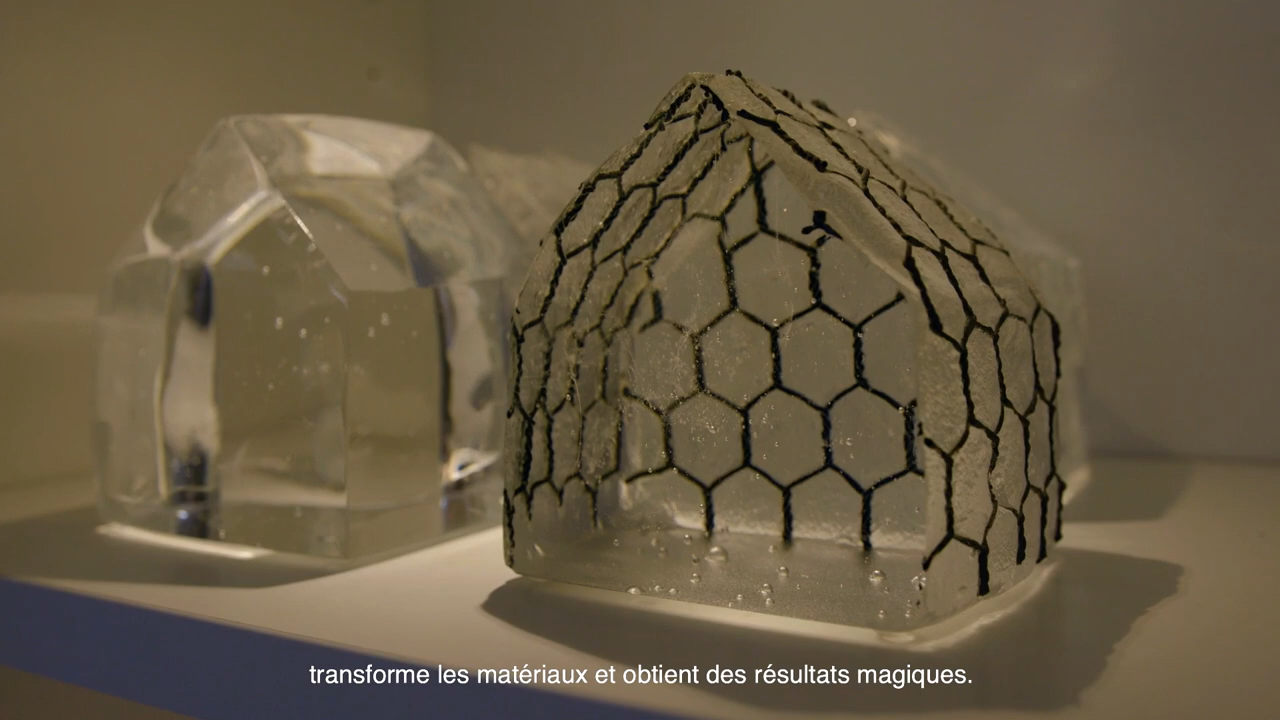 transforme les matériaux et obtient des résultats magiques.